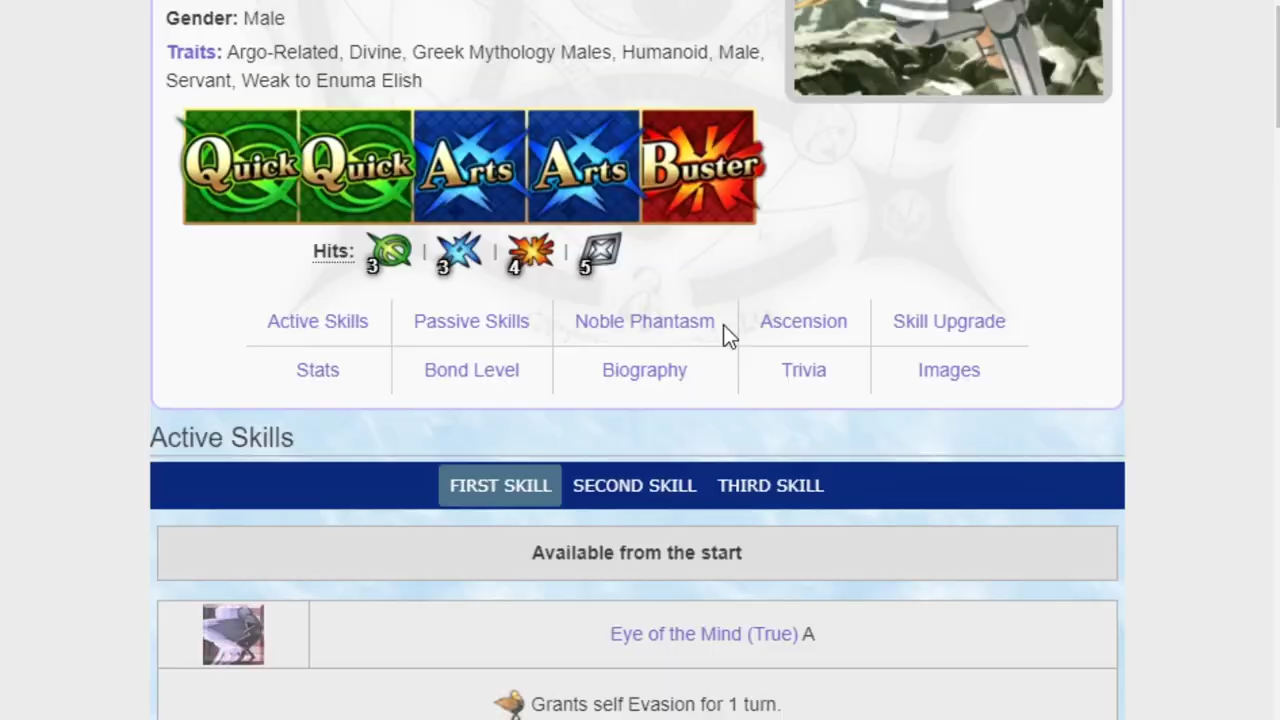 Gender: Male
Traits: Argo-Related, Divine, Greek Mythology Males, Humanoid, Male,
Servant, Weak to Enuma Elish
Quick Quick Arts Arts Buster
Hits: 3 | 3 | 4 | 5
Active Skills Passive Skills Noble Phantasm Ascension Skill Upgrade
Stats Bond Level Biography Trivia Images
Active Skills
FIRST SKILL SECOND SKILL THIRD SKILL
Available from the start
Eye of the Mind (True) A
Grants self Evasion for 1 turn.